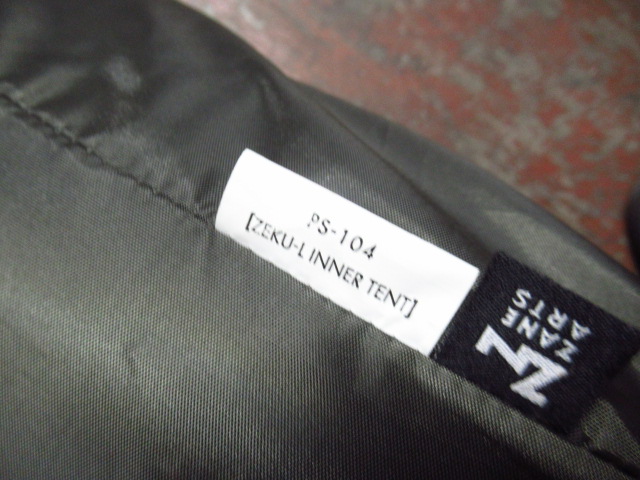 PS-104
[ZEKU-L INNER TENT]
ZANE
ARTS